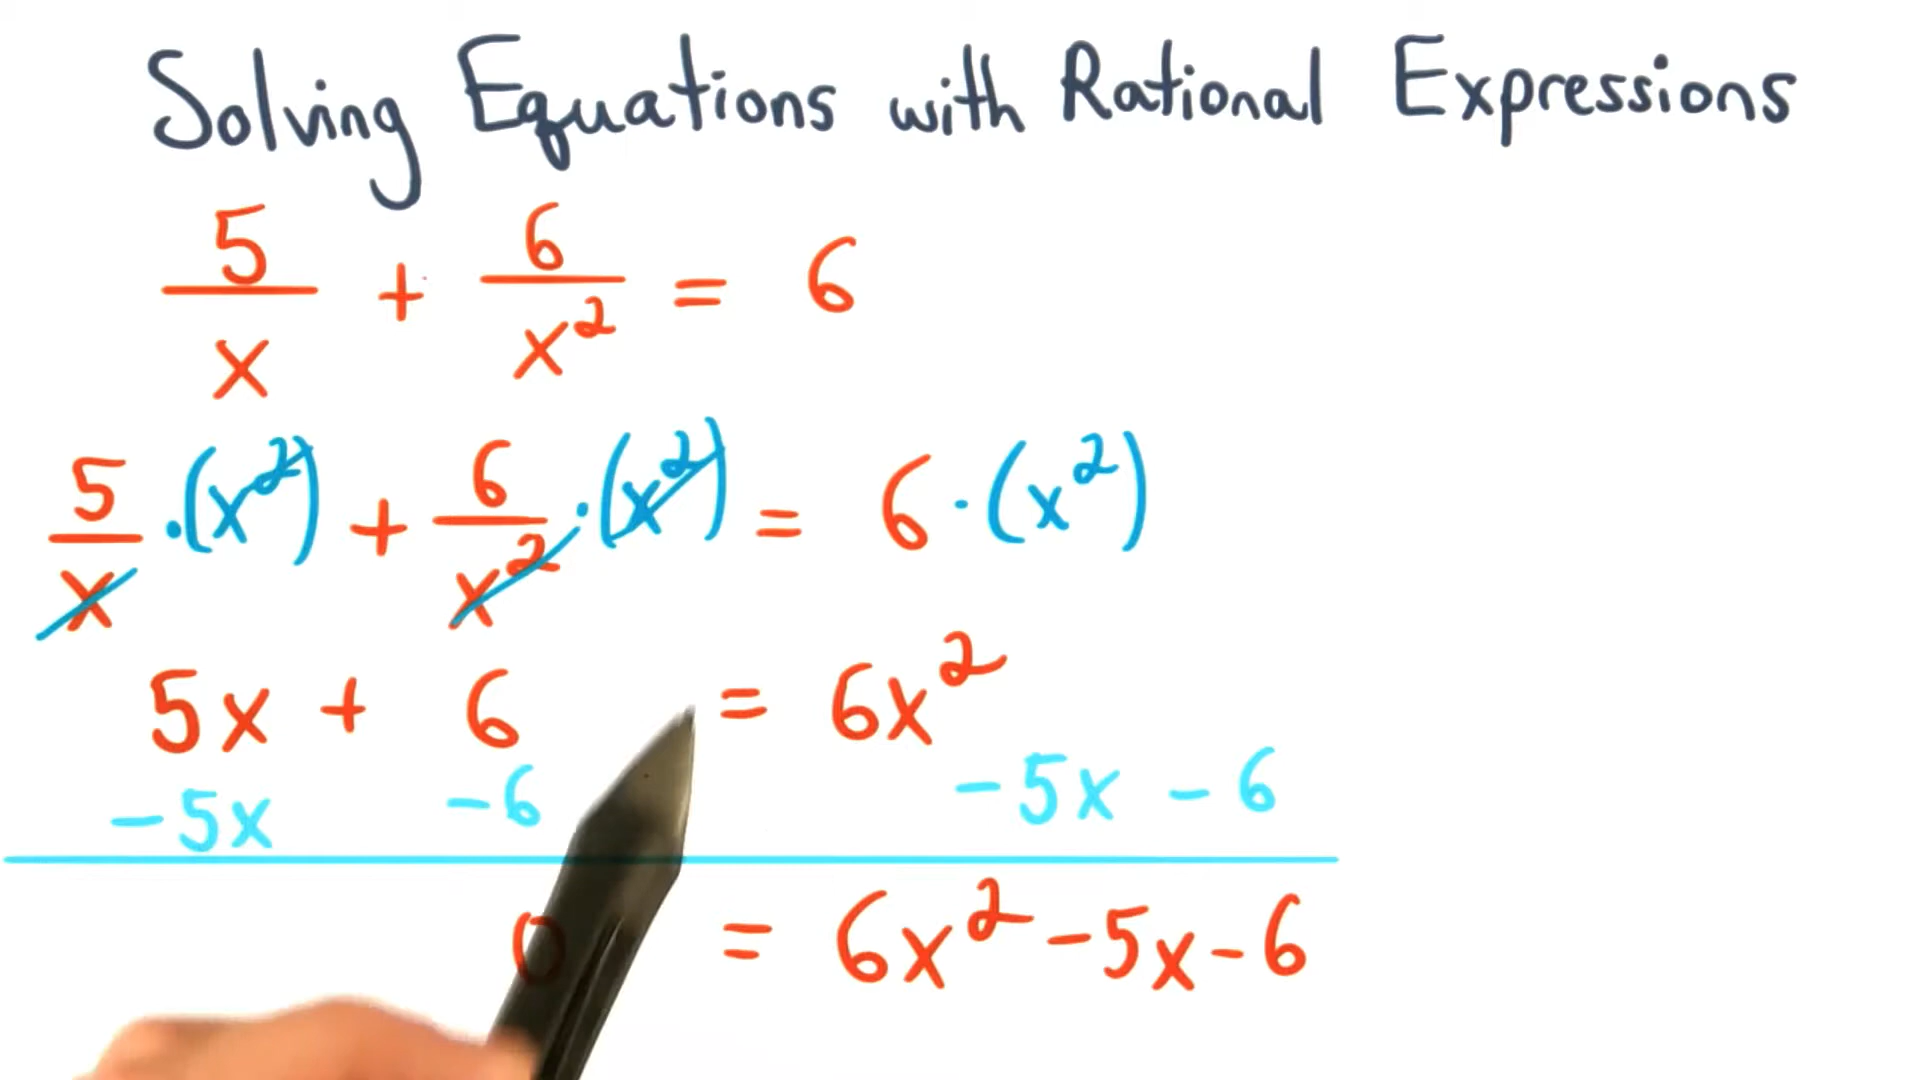 Solving Equations with Rational Expressions
5/x + 6/x² = 6
5/x · (x²) + 6/x² · (x²) = 6 · (x²)
5x + 6 = 6x²
-5x -6 -5x - 6
0 = 6x² - 5x - 6